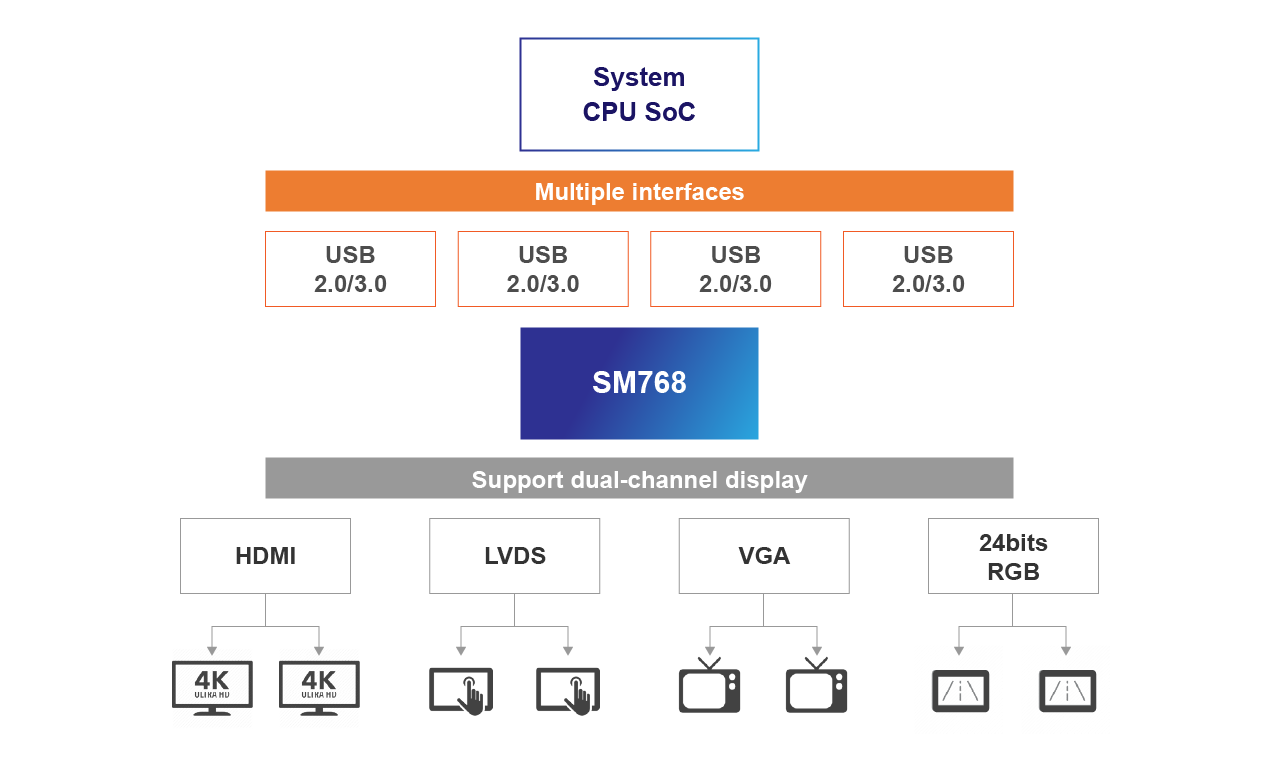 System
CPU SoC
Multiple interfaces
USB
2.0/3.0
USB
2.0/3.0
USB
2.0/3.0
USB
2.0/3.0
SM768
Support dual-channel display
HDMI
LVDS
VGA
24bits
RGB
4K
ULTRA HD
4K
ULTRA HD